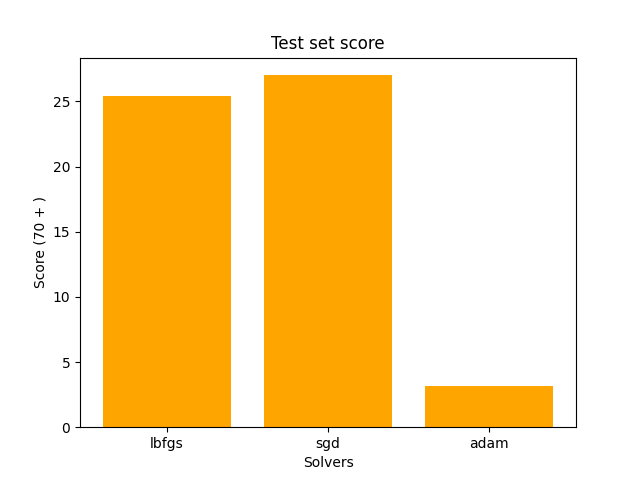 Test set score
Score (70 + )
25
20
15
10
5
0
lbfgs
sgd
adam
Solvers